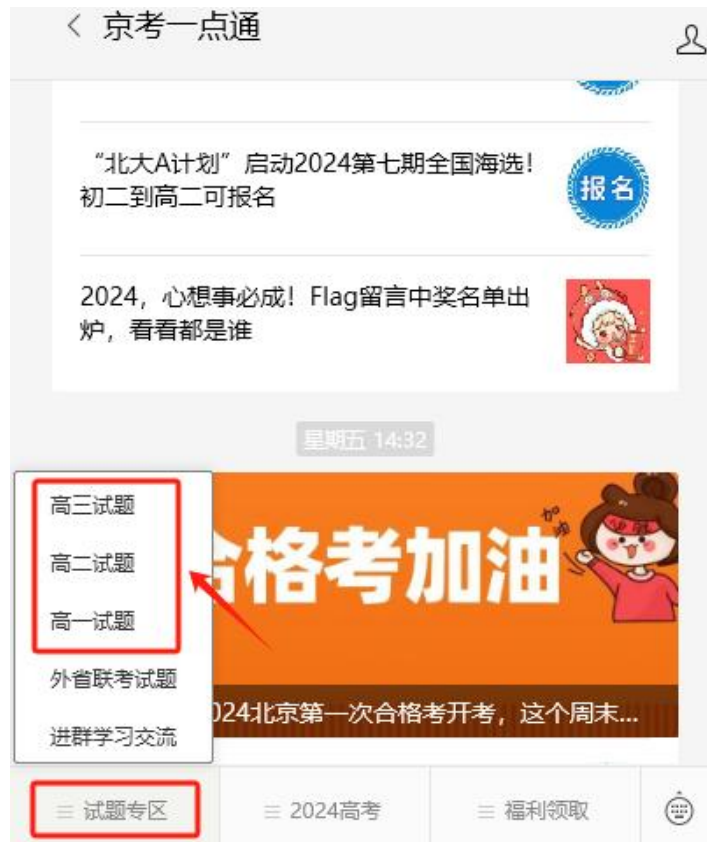 京考一点通
“北大A计划”启动2024第七期全国海选！
初二到高二可报名
报名
2024，心想事必成！Flag留言中奖名单出
炉，看看都是谁
星期五 14:32
高三试题
高二试题
高一试题
外省联考试题
进群学习交流
格考加油
加油
024北京第一次合格考开考，这个周末...
试题专区
2024高考
福利领取